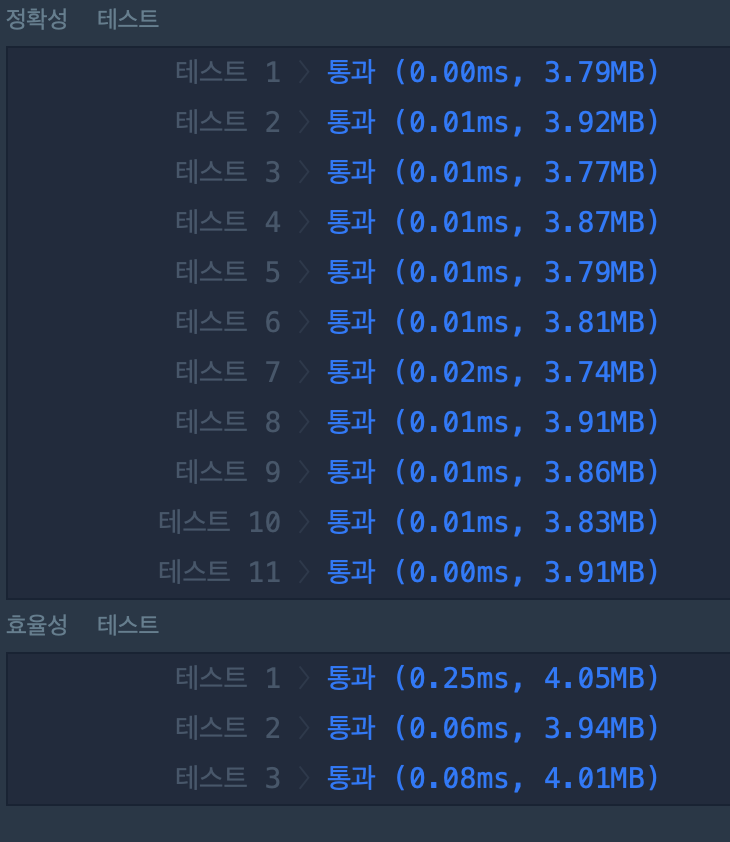 정확성 테스트
테스트 1 〉 통과 (0.00ms, 3.79MB)
테스트 2 〉 통과 (0.01ms, 3.92MB)
테스트 3 〉 통과 (0.01ms, 3.77MB)
테스트 4 〉 통과 (0.01ms, 3.87MB)
테스트 5 〉 통과 (0.01ms, 3.79MB)
테스트 6 〉 통과 (0.01ms, 3.81MB)
테스트 7 〉 통과 (0.02ms, 3.74MB)
테스트 8 〉 통과 (0.01ms, 3.91MB)
테스트 9 〉 통과 (0.01ms, 3.86MB)
테스트 10 〉 통과 (0.01ms, 3.83MB)
테스트 11 〉 통과 (0.00ms, 3.91MB)
효율성 테스트
테스트 1 〉 통과 (0.25ms, 4.05MB)
테스트 2 〉 통과 (0.06ms, 3.94MB)
테스트 3 〉 통과 (0.08ms, 4.01MB)